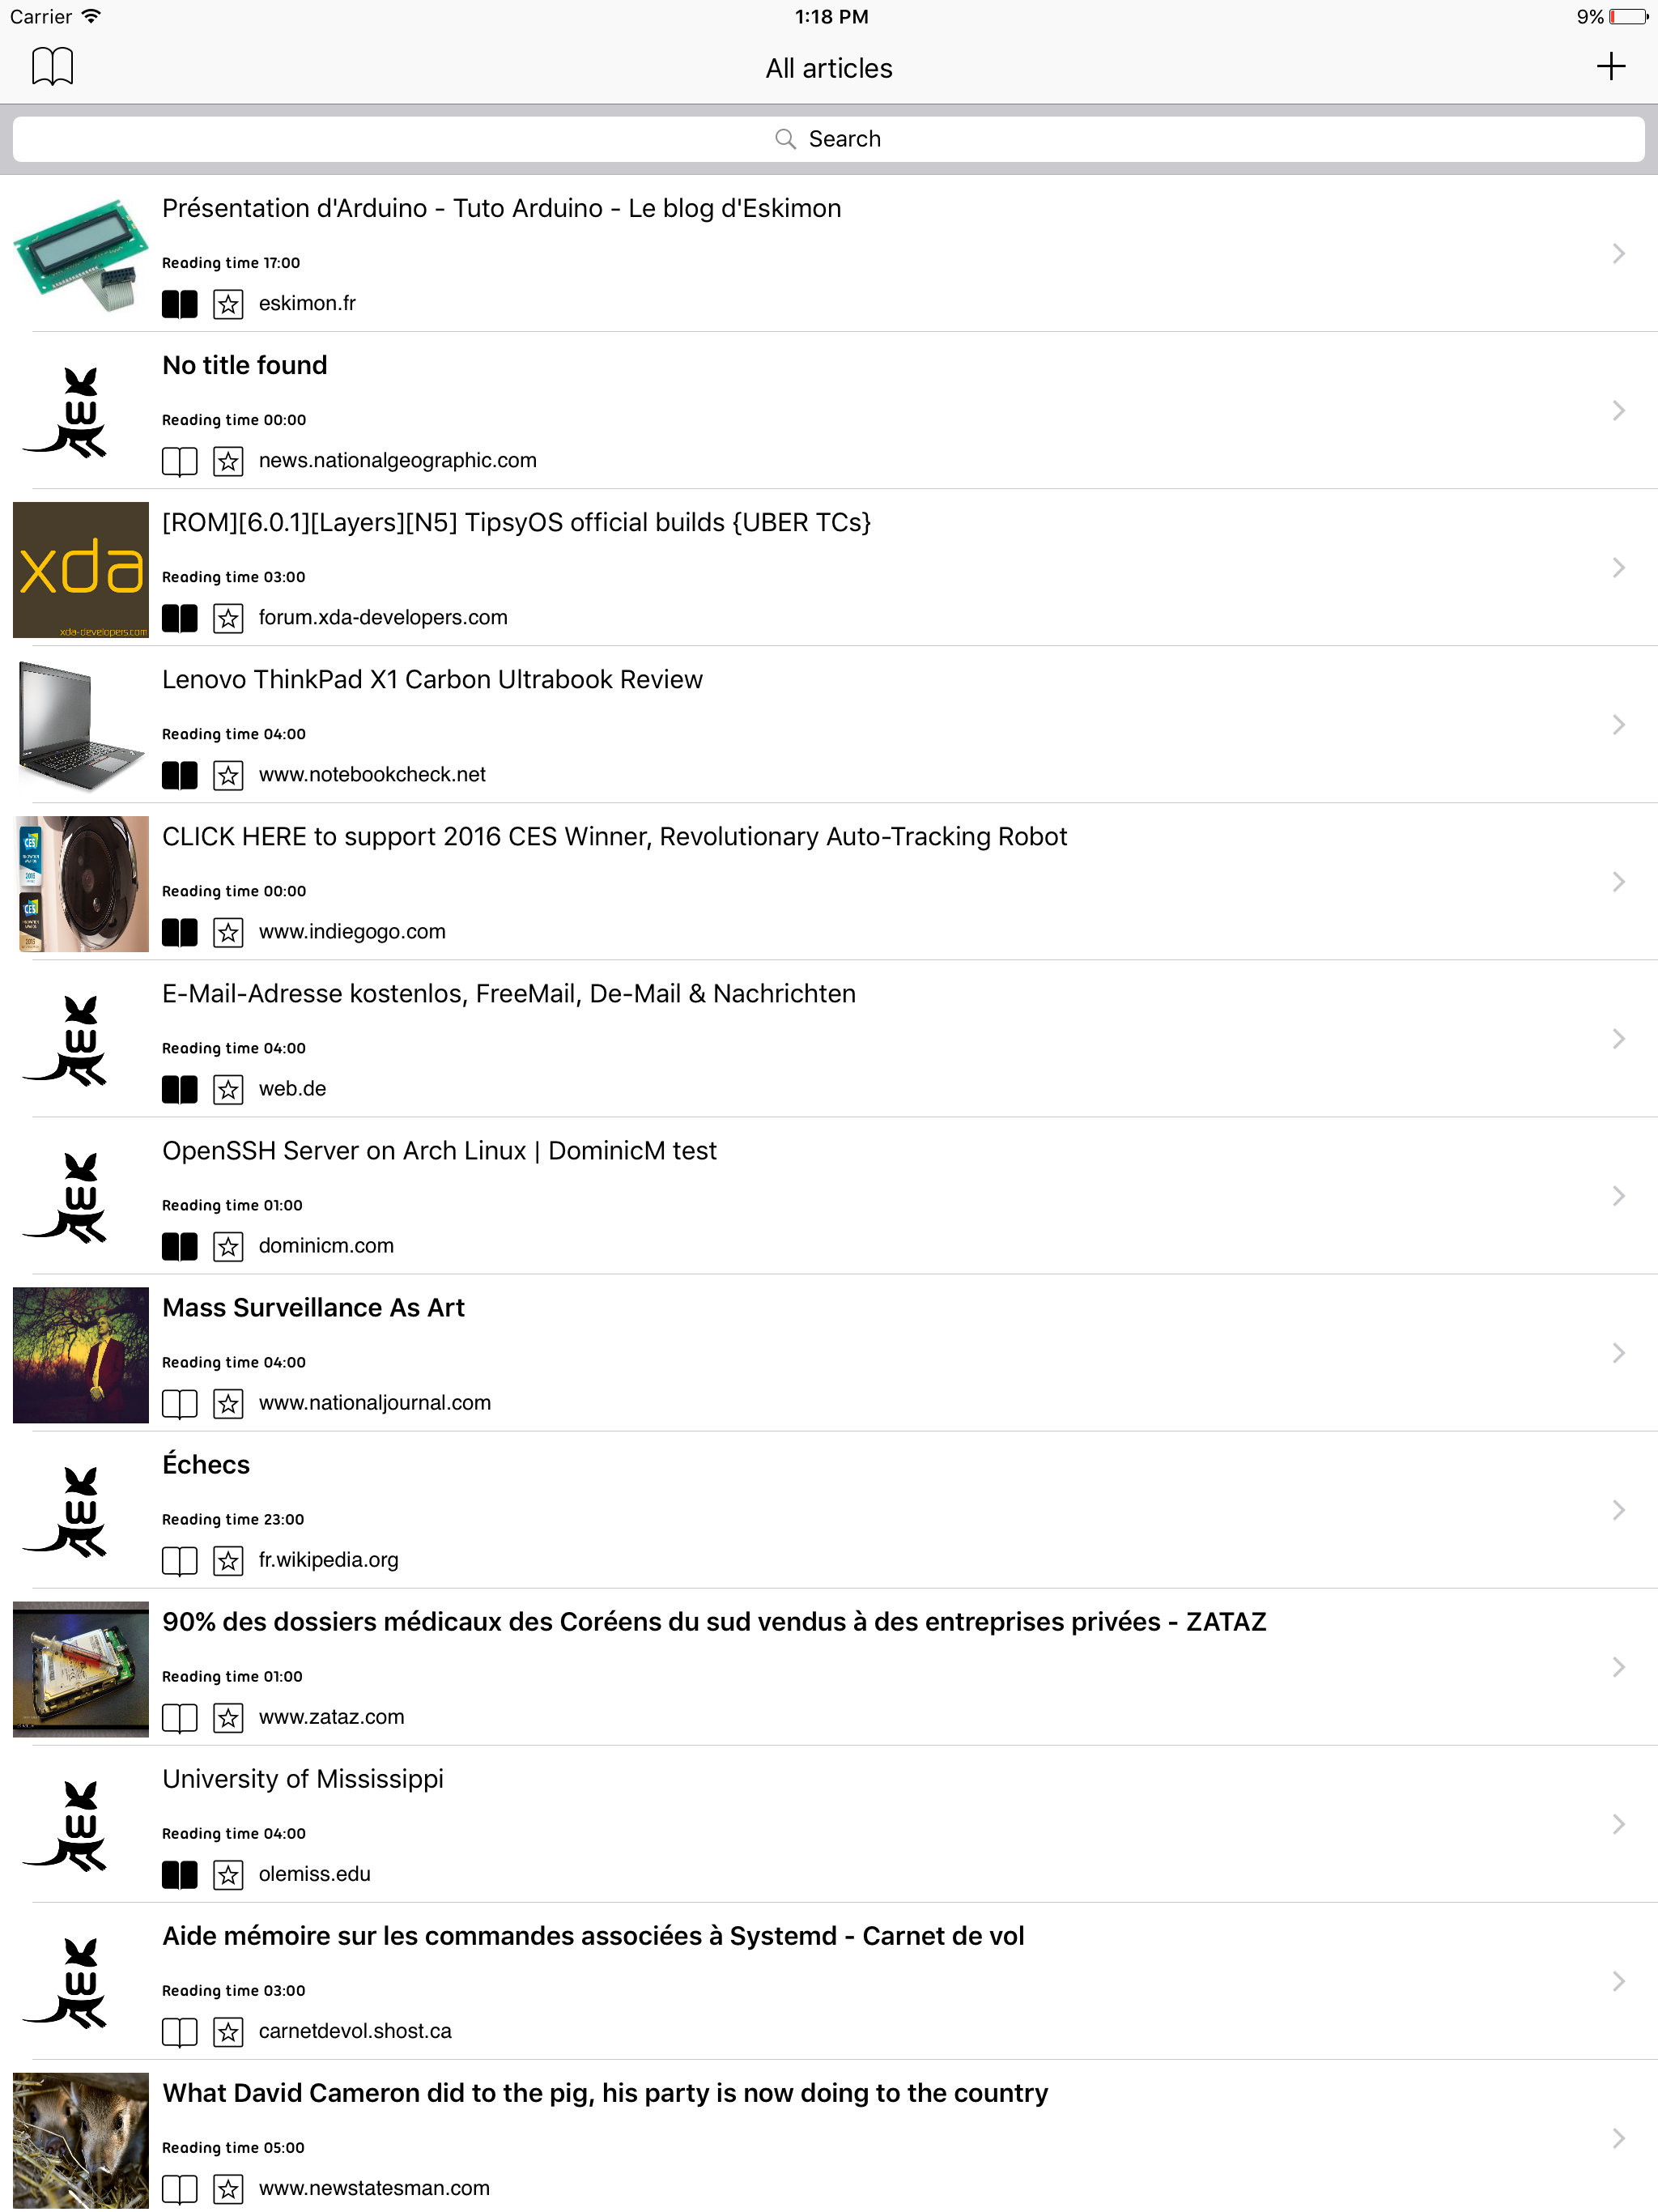 Carrier 1:18 PM 9%
All articles
Search
Présentation d'Arduino - Tuto Arduino - Le blog d'Eskimon
Reading time 17:00
eskimon.fr
No title found
Reading time 00:00
news.nationalgeographic.com
[ROM][6.0.1][Layers][N5] TipsyOS official builds {UBER TCs}
Reading time 03:00
forum.xda-developers.com
xda
xda-developers.com
Lenovo ThinkPad X1 Carbon Ultrabook Review
Reading time 04:00
www.notebookcheck.net
CLICK HERE to support 2016 CES Winner, Revolutionary Auto-Tracking Robot
Reading time 00:00
www.indiegogo.com
CES
CES
E-Mail-Adresse kostenlos, FreeMail, De-Mail & Nachrichten
Reading time 04:00
web.de
OpenSSH Server on Arch Linux | DominicM test
Reading time 01:00
dominicm.com
Mass Surveillance As Art
Reading time 04:00
www.nationaljournal.com
Échecs
Reading time 23:00
fr.wikipedia.org
90% des dossiers médicaux des Coréens du sud vendus à des entreprises privées - ZATAZ
Reading time 01:00
www.zataz.com
University of Mississippi
Reading time 04:00
olemiss.edu
Aide mémoire sur les commandes associées à Systemd - Carnet de vol
Reading time 03:00
carnetdevol.shost.ca
What David Cameron did to the pig, his party is now doing to the country
Reading time 05:00
www.newstatesman.com